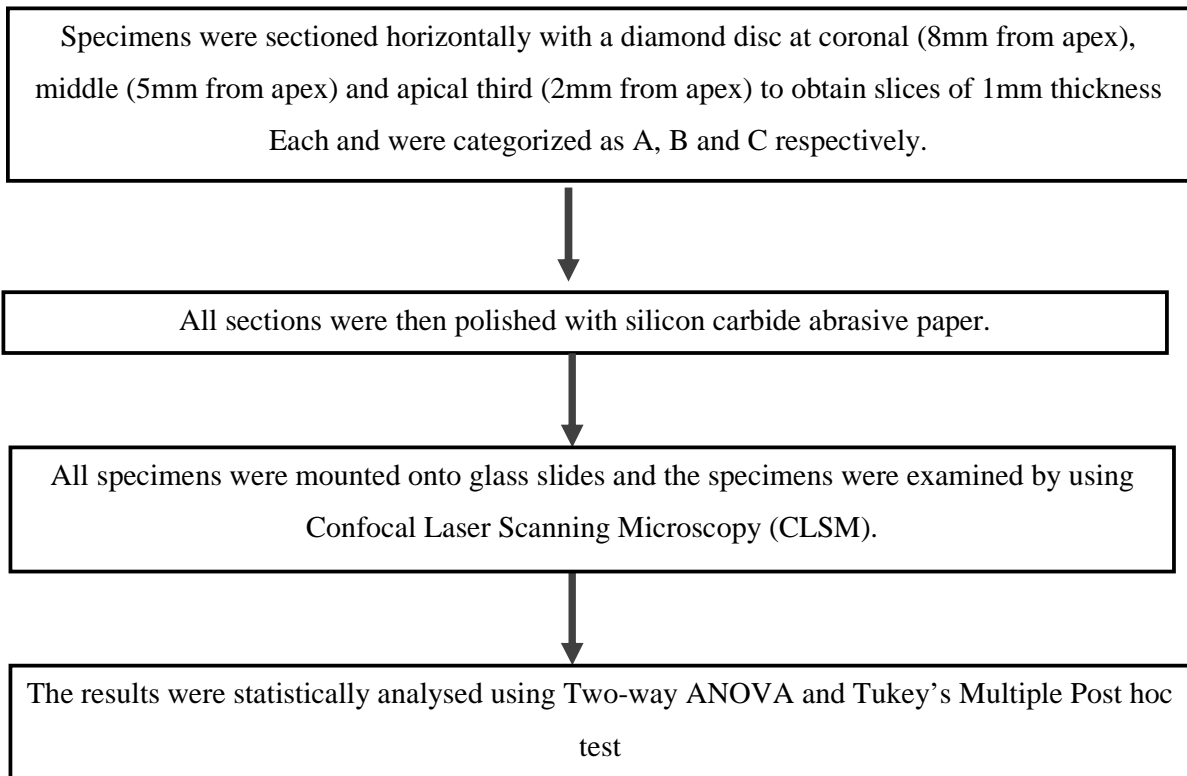 Specimens were sectioned horizontally with a diamond disc at coronal (8mm from apex),
middle (5mm from apex) and apical third (2mm from apex) to obtain slices of 1mm thickness
Each and were categorized as A, B and C respectively.
All sections were then polished with silicon carbide abrasive paper.
All specimens were mounted onto glass slides and the specimens were examined by using
Confocal Laser Scanning Microscopy (CLSM).
The results were statistically analysed using Two-way ANOVA and Tukey’s Multiple Post hoc
test